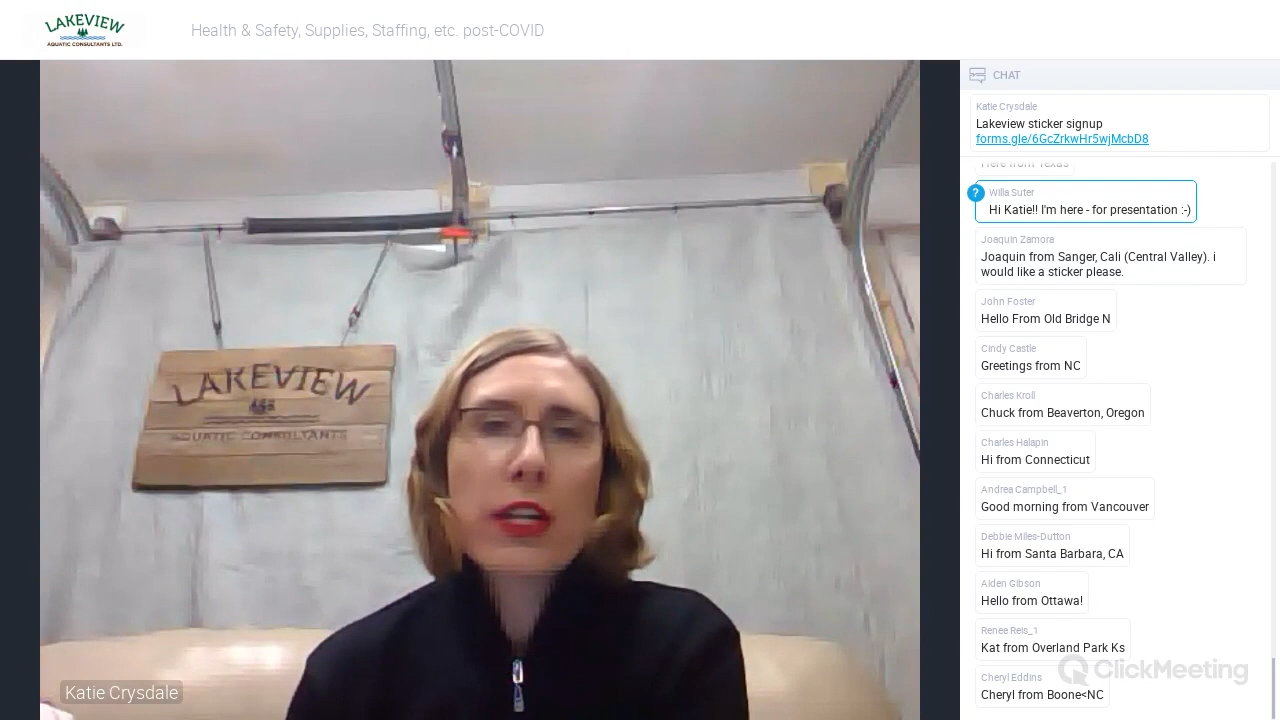 LAKEVIEW
AQUATIC CONSULTANTS LTD.
Health & Safety, Supplies, Staffing, etc. post-COVID
LAKEVIEW
AQUATIC CONSULTANTS
Katie Crysdale
CHAT
Katie Crysdale
Lakeview sticker signup
forms.gle/6GcZrkwHr5wjMcbD8
Here from Texas
?
Willa Suter
Hi Katie!! I'm here - for presentation :-)
Joaquin Zamora
Joaquin from Sanger, Cali (Central Valley). i
would like a sticker please.
John Foster
Hello From Old Bridge N
Cindy Castle
Greetings from NC
Charles Kroll
Chuck from Beaverton, Oregon
Charles Halapin
Hi from Connecticut
Andrea Campbell_1
Good morning from Vancouver
Debbie Miles-Dutton
Hi from Santa Barbara, CA
Aiden Gibson
Hello from Ottawa!
Renee Reis_1
Kat from Overland Park Ks
Cheryl Eddins
Cheryl from Boone<NC
ClickMeeting